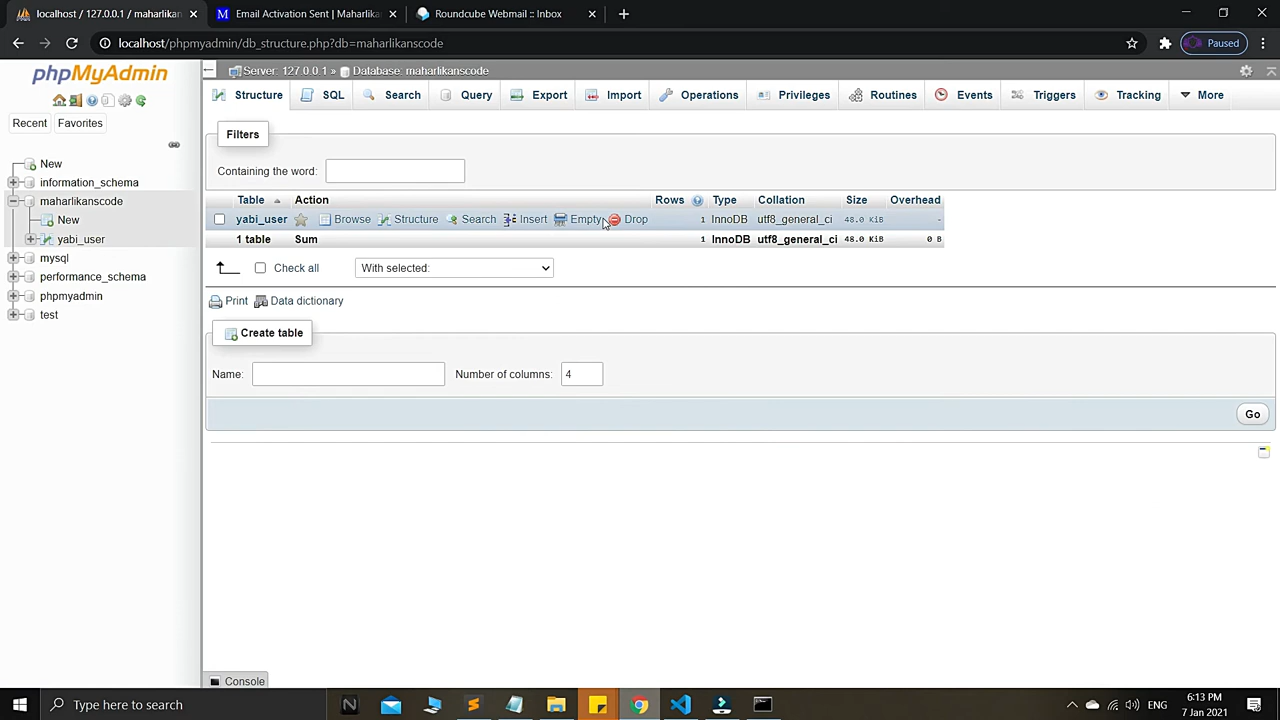 localhost / 127.0.0.1 / maharlikan
Email Activation Sent | Maharlika
Roundcube Webmail :: Inbox
localhost/phpmyadmin/db_structure.php?db=maharlikanscode
Paused
phpMyAdmin
Recent
Favorites
New
information_schema
maharlikanscode
New
yabi_user
mysql
performance_schema
phpmyadmin
test
Server: 127.0.0.1 » Database: maharlikanscode
Structure SQL Search Query Export Import Operations Privileges Routines Events Triggers Tracking More
Filters
Containing the word:
Table Action Rows Type Collation Size Overhead
yabi_user Browse Structure Search Insert Empty Drop 1 InnoDB utf8_general_ci 48.0 KiB -
1 table Sum 1 InnoDB utf8_general_ci 48.0 KiB 0 B
Check all With selected:
Print Data dictionary
Create table
Name: Number of columns: 4
Go
Console
Type here to search
ENG
6:13 PM
7 Jan 2021